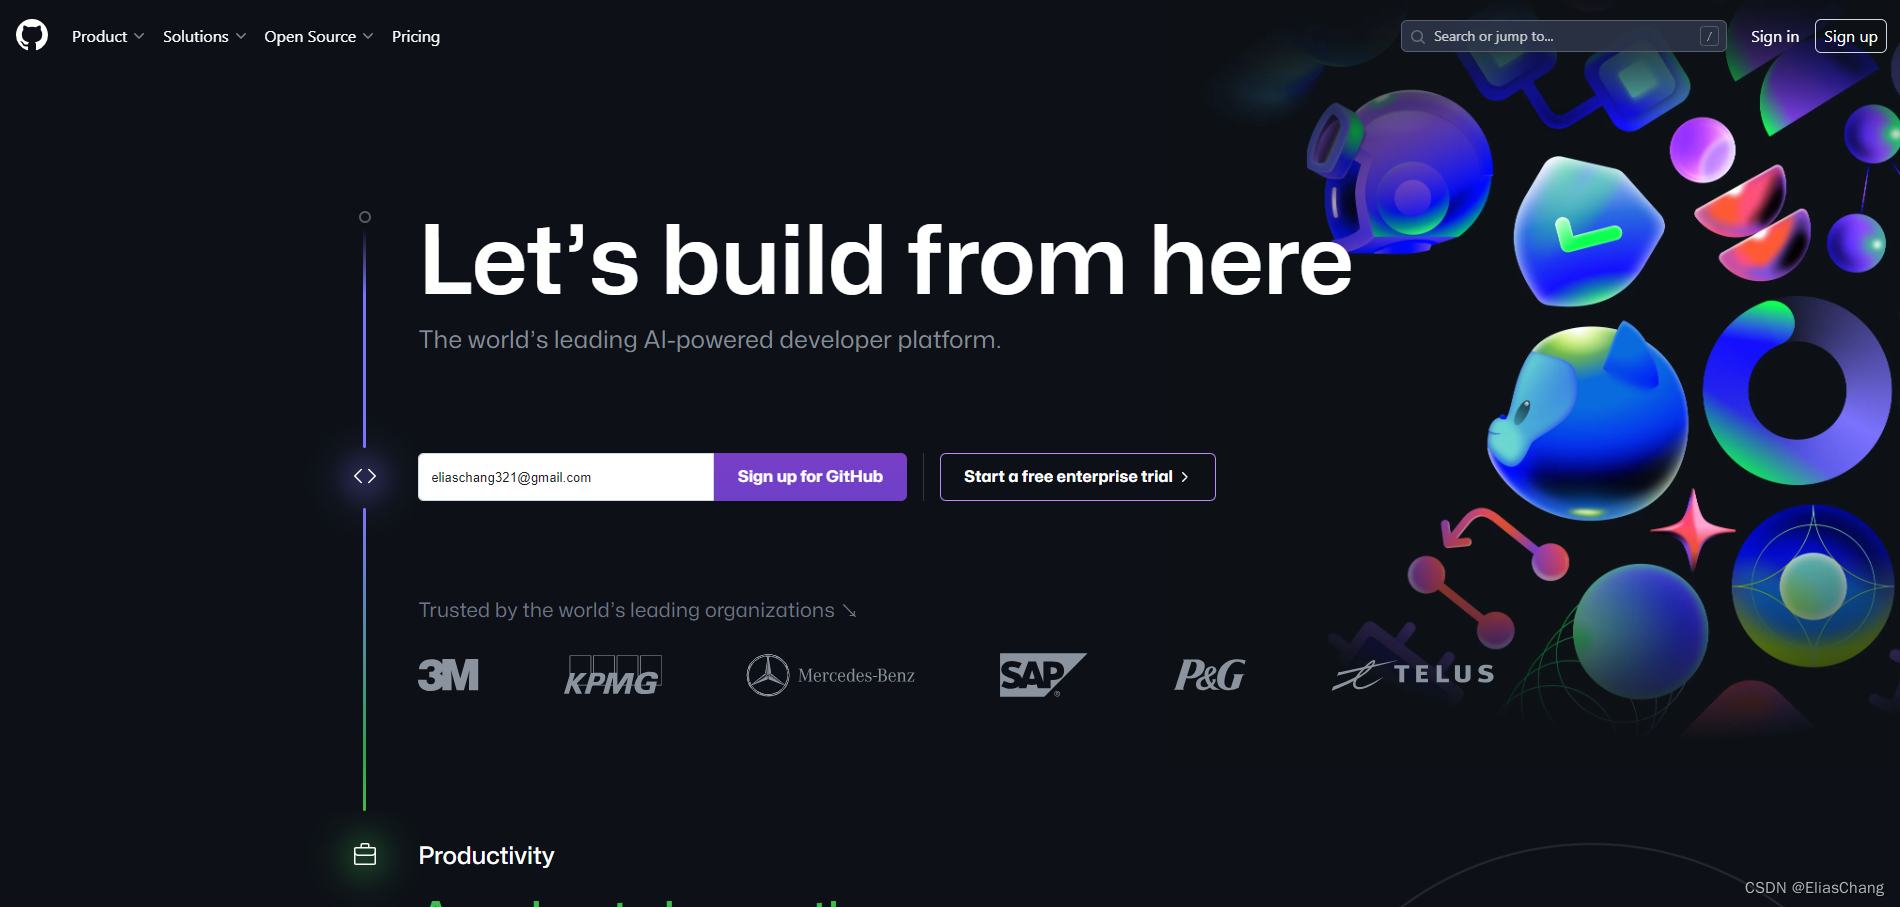 Product Solutions Open Source Pricing Search or jump to... / Sign in Sign up
Let’s build from here
The world’s leading AI-powered developer platform.
eliaschang321@gmail.com Sign up for GitHub Start a free enterprise trial
Trusted by the world’s leading organizations
3M KPMG Mercedes-Benz SAP® P&G TELUS
Productivity
CSDN @EliasChang